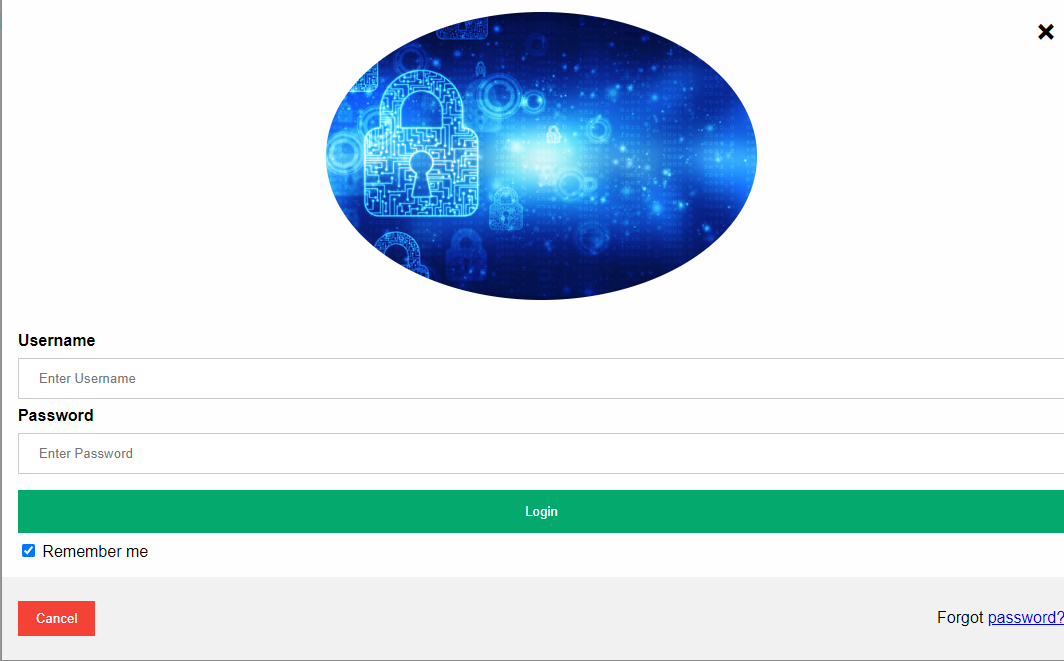 Username
Enter Username
Password
Enter Password
Login
Remember me
Cancel
Forgot password?